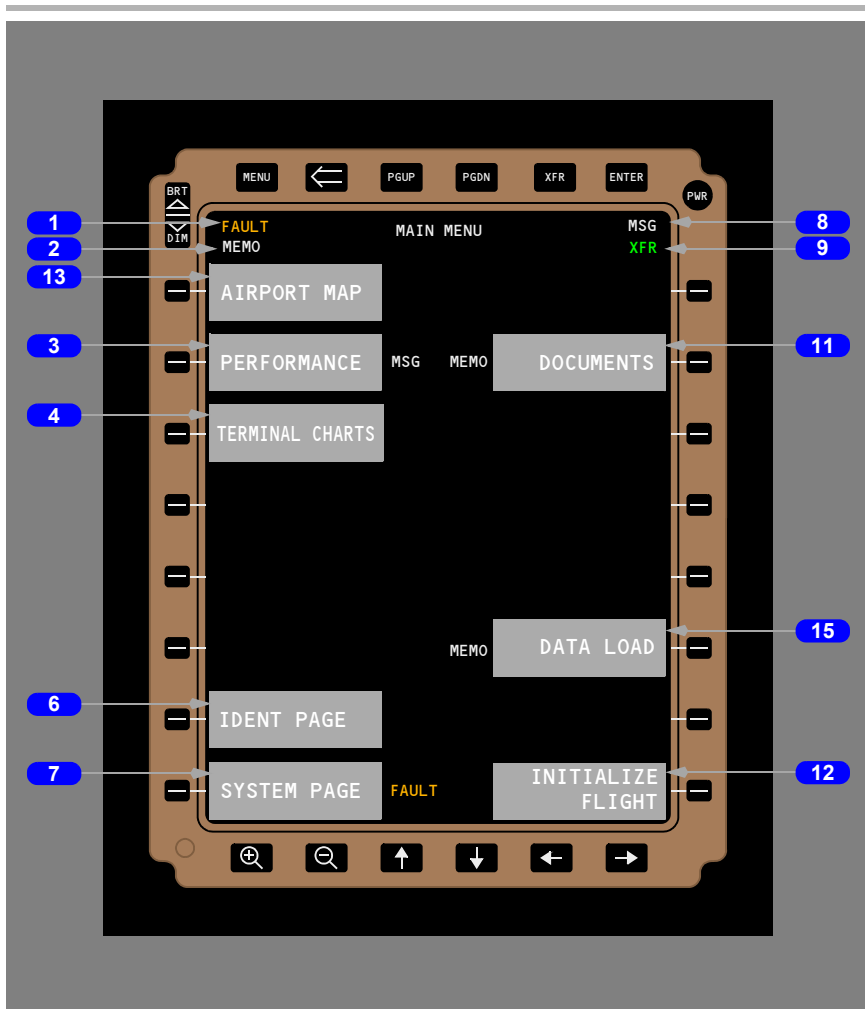 MENU
PGUP
PGDN
XFR
ENTER
BRT
DIM
PWR
1
FAULT
MAIN MENU
MSG
8
2
MEMO
XFR
9
13
AIRPORT MAP
3
PERFORMANCE
MSG
MEMO
DOCUMENTS
11
4
TERMINAL CHARTS
MEMO
DATA LOAD
15
6
IDENT PAGE
7
SYSTEM PAGE
FAULT
INITIALIZE
FLIGHT
12